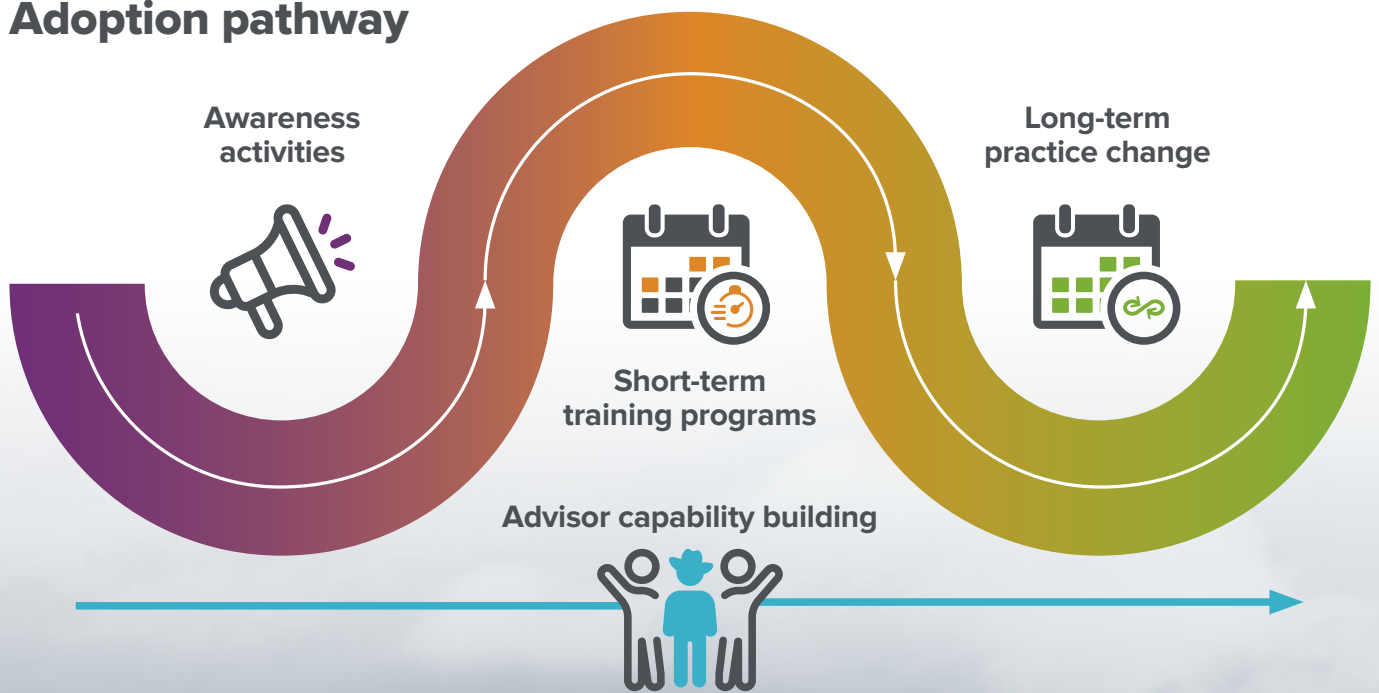 Adoption pathway
Awareness
activities
Short-term
training programs
Long-term
practice change
Advisor capability building